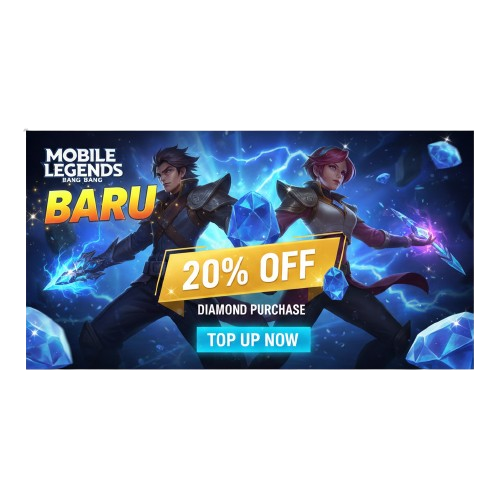 MOBILE
LEGENDS
BANG BANG
BARU
20% OFF
DIAMOND PURCHASE
TOP UP NOW